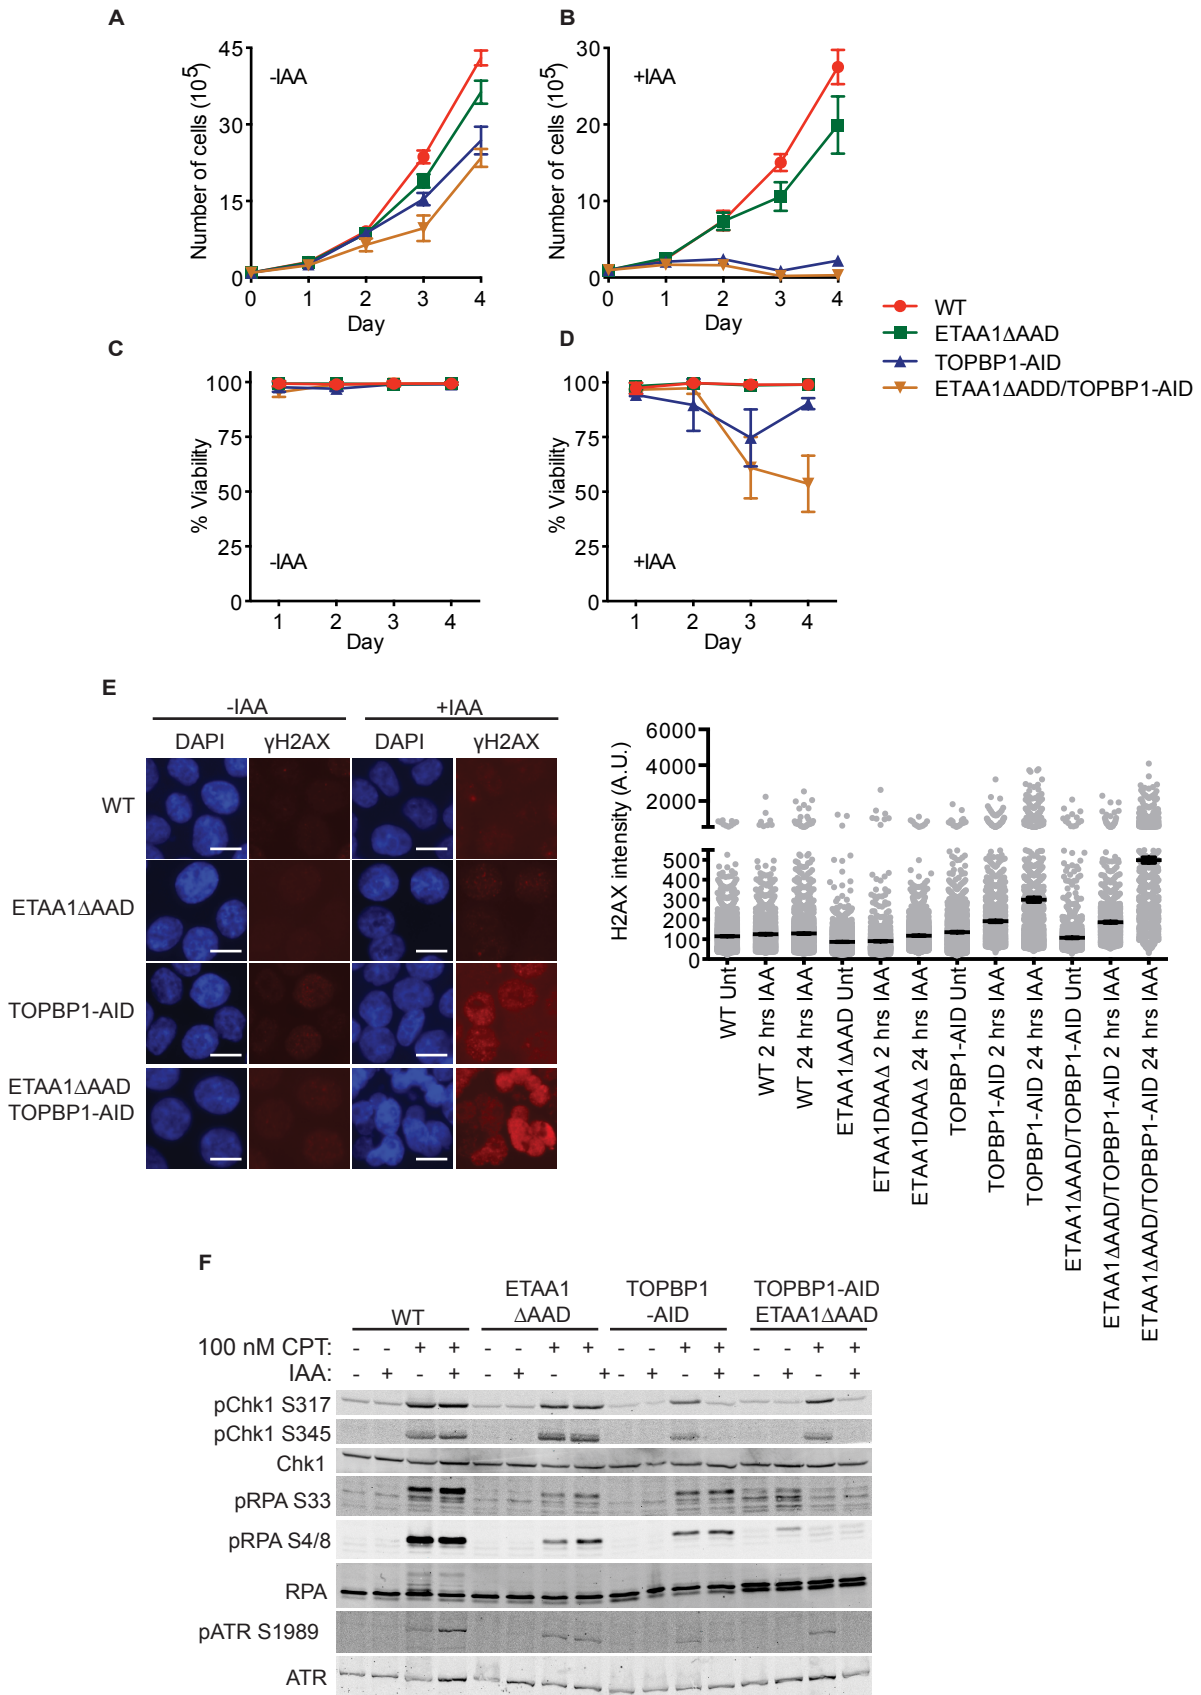 A
B
45
30
15
0
Number of cells (10⁵)
-IAA
0 1 2 3 4
Day
30
20
10
0
Number of cells (10⁵)
+IAA
0 1 2 3 4
Day
WT
ETAA1ΔAAD
TOPBP1-AID
ETAA1ΔADD/TOPBP1-AID
C
D
100
75
50
25
0
% Viability
-IAA
1 2 3 4
Day
100
75
50
25
0
% Viability
+IAA
1 2 3 4
Day
E
-IAA +IAA
DAPI γH2AX DAPI γH2AX
WT
ETAA1ΔAAD
TOPBP1-AID
ETAA1ΔAAD
TOPBP1-AID
6000
4000
2000
500
400
300
200
100
0
H2AX intensity (A.U.)
WT Unt
WT 2 hrs IAA
WT 24 hrs IAA
ETAA1ΔAAD Unt
ETAA1DAAΔ 2 hrs IAA
ETAA1DAAΔ 24 hrs IAA
TOPBP1-AID Unt
TOPBP1-AID 2 hrs IAA
TOPBP1-AID 24 hrs IAA
ETAA1ΔAAD/TOPBP1-AID Unt
ETAA1ΔAAD/TOPBP1-AID 2 hrs IAA
ETAA1ΔAAD/TOPBP1-AID 24 hrs IAA
F
WT
ETAA1
ΔAAD
TOPBP1
-AID
TOPBP1-AID
ETAA1ΔAAD
100 nM CPT: - - + + - - + + - - + + - - + +
IAA: - + - + - + - + - + - + - + - +
pChk1 S317
pChk1 S345
Chk1
pRPA S33
pRPA S4/8
RPA
pATR S1989
ATR